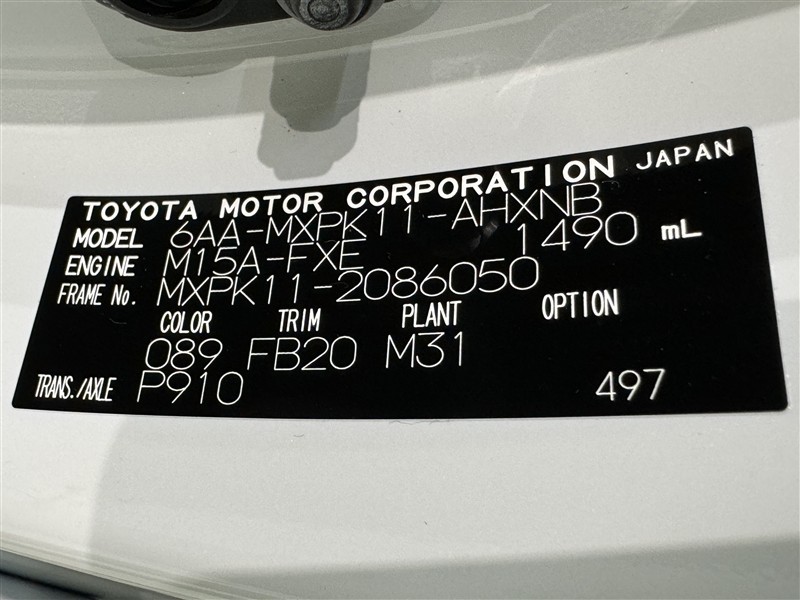 TOYOTA MOTOR CORPORATION JAPAN
MODEL 6AA-MXPK11-AHXNB
ENGINE M15A-FXE 1490 mL
FRAME No. MXPK11-2086050
COLOR TRIM PLANT OPTION
089 FB20 M31
TRANS./AXLE P910 497